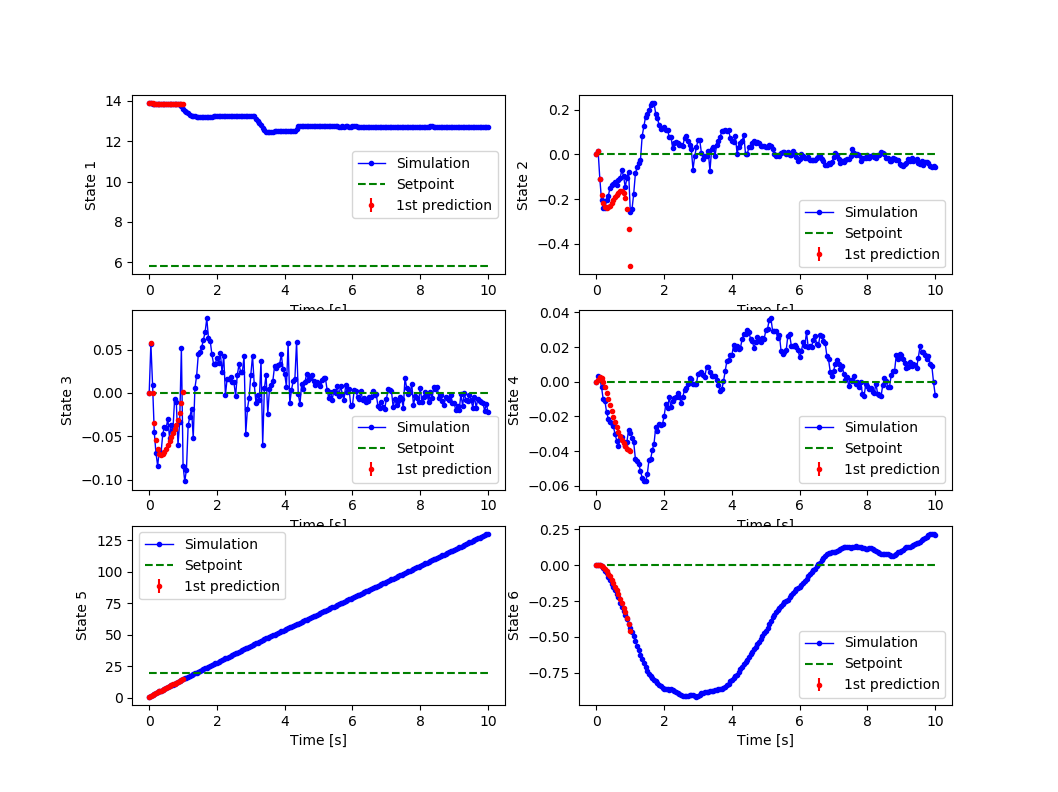 State 1
14
12
10
8
6
0
2
4
6
8
10
Time [s]
Simulation
Setpoint
1st prediction
State 2
0.2
0.0
−0.2
−0.4
0
2
4
6
8
10
Time [s]
Simulation
Setpoint
1st prediction
State 3
0.05
0.00
−0.05
−0.10
0
2
4
6
8
10
Time [s]
Simulation
Setpoint
1st prediction
State 4
0.04
0.02
0.00
−0.02
−0.04
−0.06
0
2
4
6
8
10
Time [s]
Simulation
Setpoint
1st prediction
State 5
125
100
75
50
25
0
0
2
4
6
8
10
Time [s]
Simulation
Setpoint
1st prediction
State 6
0.25
0.00
−0.25
−0.50
−0.75
0
2
4
6
8
10
Time [s]
Simulation
Setpoint
1st prediction